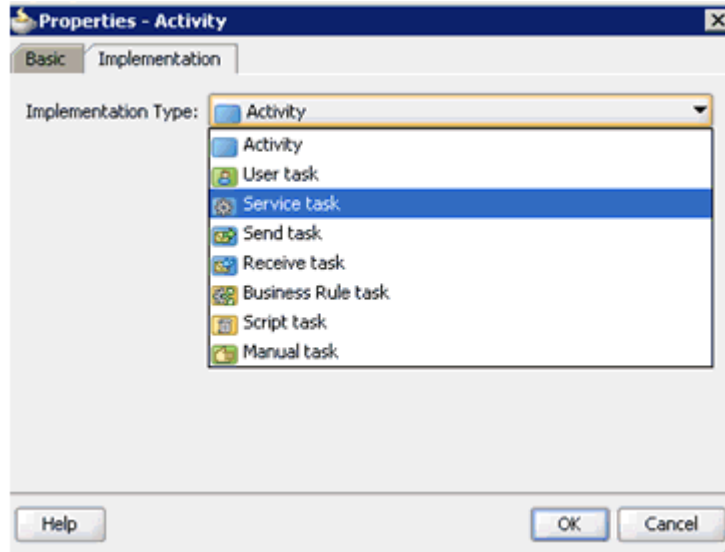 Properties - Activity
Basic Implementation
Implementation Type: Activity
Activity
User task
Service task
Send task
Receive task
Business Rule task
Script task
Manual task
Help OK Cancel